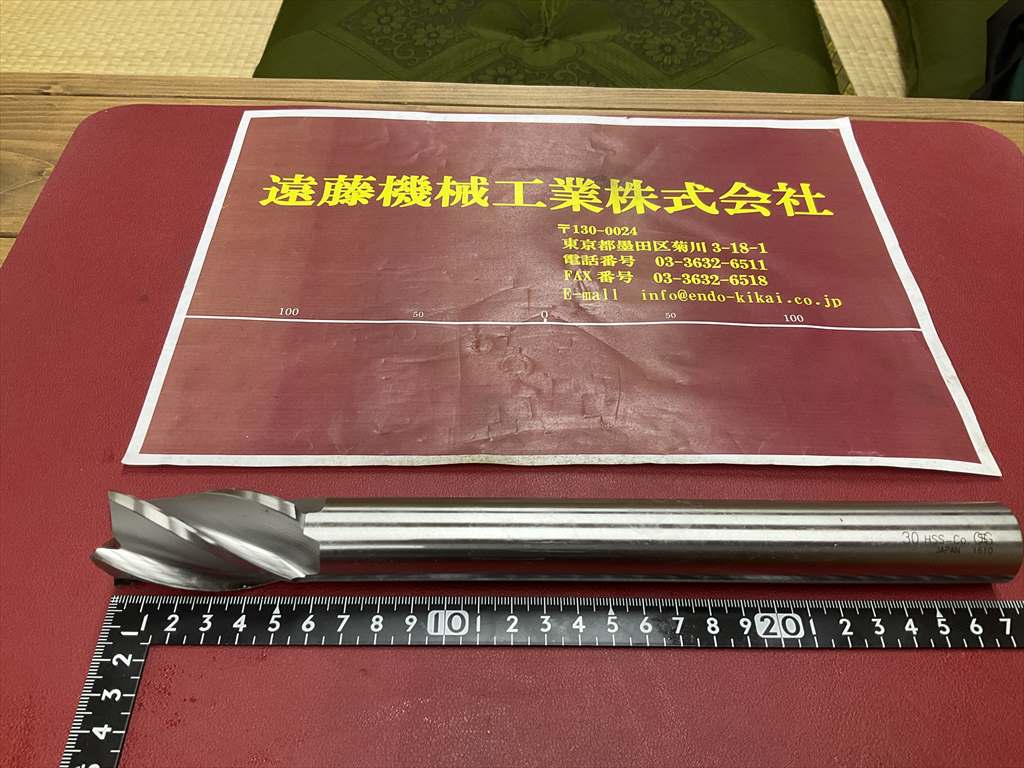 遠藤機械工業株式会社
〒130-0024
東京都墨田区菊川 3-18-1
電話番号 03-3632-6511
FAX 番号 03-3632-6518
E-mail info@endo-kikai.co.jp
100 50 0 50 100
30 HSS-Co OSG
JAPAN 1610
1 2 3 4 5 6 7 8 9 10 1 2 3 4 5 6 7 8 9 20 1 2 3 4 5 6 7
1
2
3
4
5